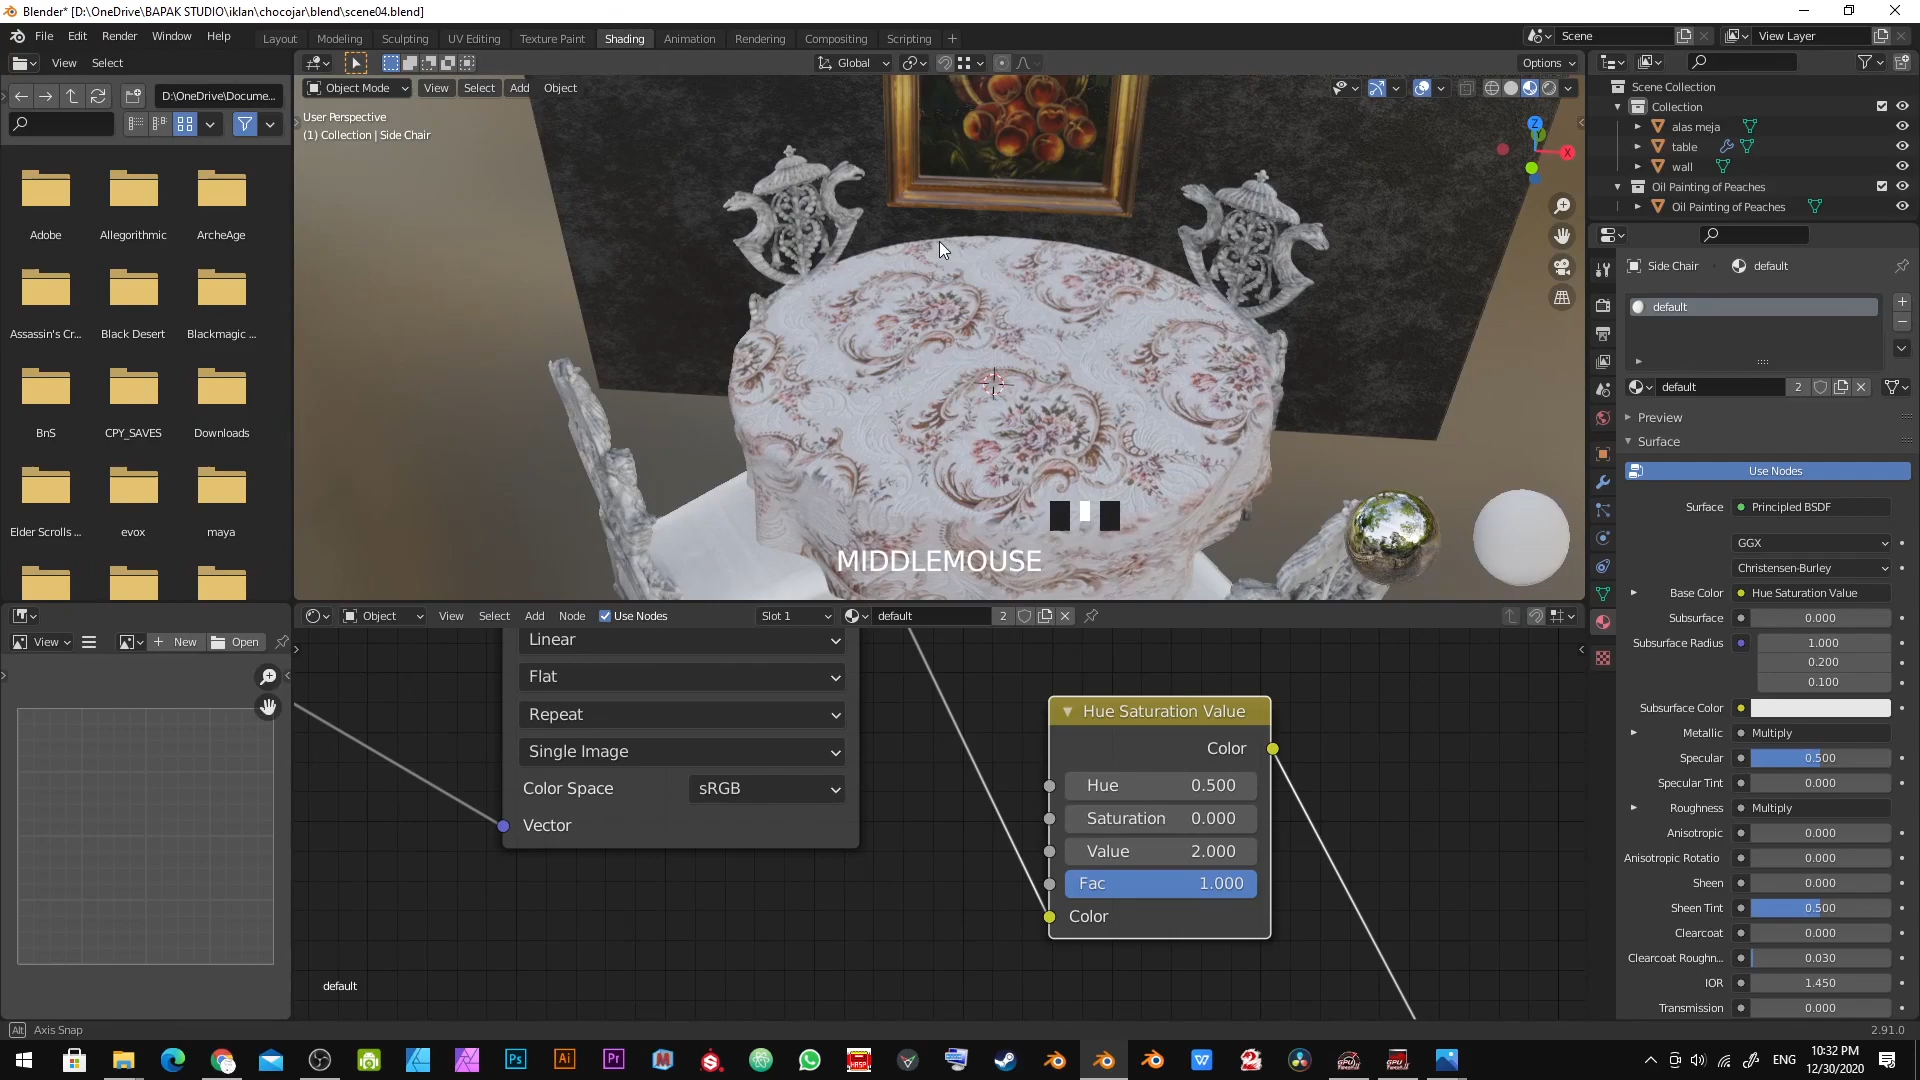 Blender* [D:\OneDrive\BAPAK STUDIO\iklan\chocojar\blend\scene04.blend]
File Edit Render Window Help
Layout Modeling Sculpting UV Editing Texture Paint Shading Animation Rendering Compositing Scripting
Scene
View Layer
View Select
Global
Options
D:\OneDrive\Docume...
Object Mode View Select Add Object
User Perspective
(1) Collection | Side Chair
Z
X
Adobe Allegorithmic ArcheAge
Assassin's Cr... Black Desert Blackmagic ...
BnS CPY_SAVES Downloads
Elder Scrolls ... evox maya
MIDDLEMOUSE
Scene Collection
Collection
alas meja
table
wall
Oil Painting of Peaches
Oil Painting of Peaches
Side Chair default
default
default 2
Preview
Surface
Use Nodes
Surface Principled BSDF
GGX
Christensen-Burley
Base Color Hue Saturation Value
Subsurface 0.000
Subsurface Radius 1.000
0.200
0.100
Subsurface Color
Metallic Multiply
Specular 0.500
Specular Tint 0.000
Roughness Multiply
Anisotropic 0.000
Anisotropic Rotatio 0.000
Sheen 0.000
Sheen Tint 0.500
Clearcoat 0.000
Clearcoat Roughn... 0.030
IOR 1.450
Transmission 0.000
View New Open
Object View Select Add Node Use Nodes Slot 1 default 2
Linear
Flat
Repeat
Single Image
Color Space sRGB
Vector
Hue Saturation Value
Color
Hue 0.500
Saturation 0.000
Value 2.000
Fac 1.000
Color
default
Alt Axis Snap
2.91.0
Ps Ai Pr
ENG
10:32 PM
12/30/2020